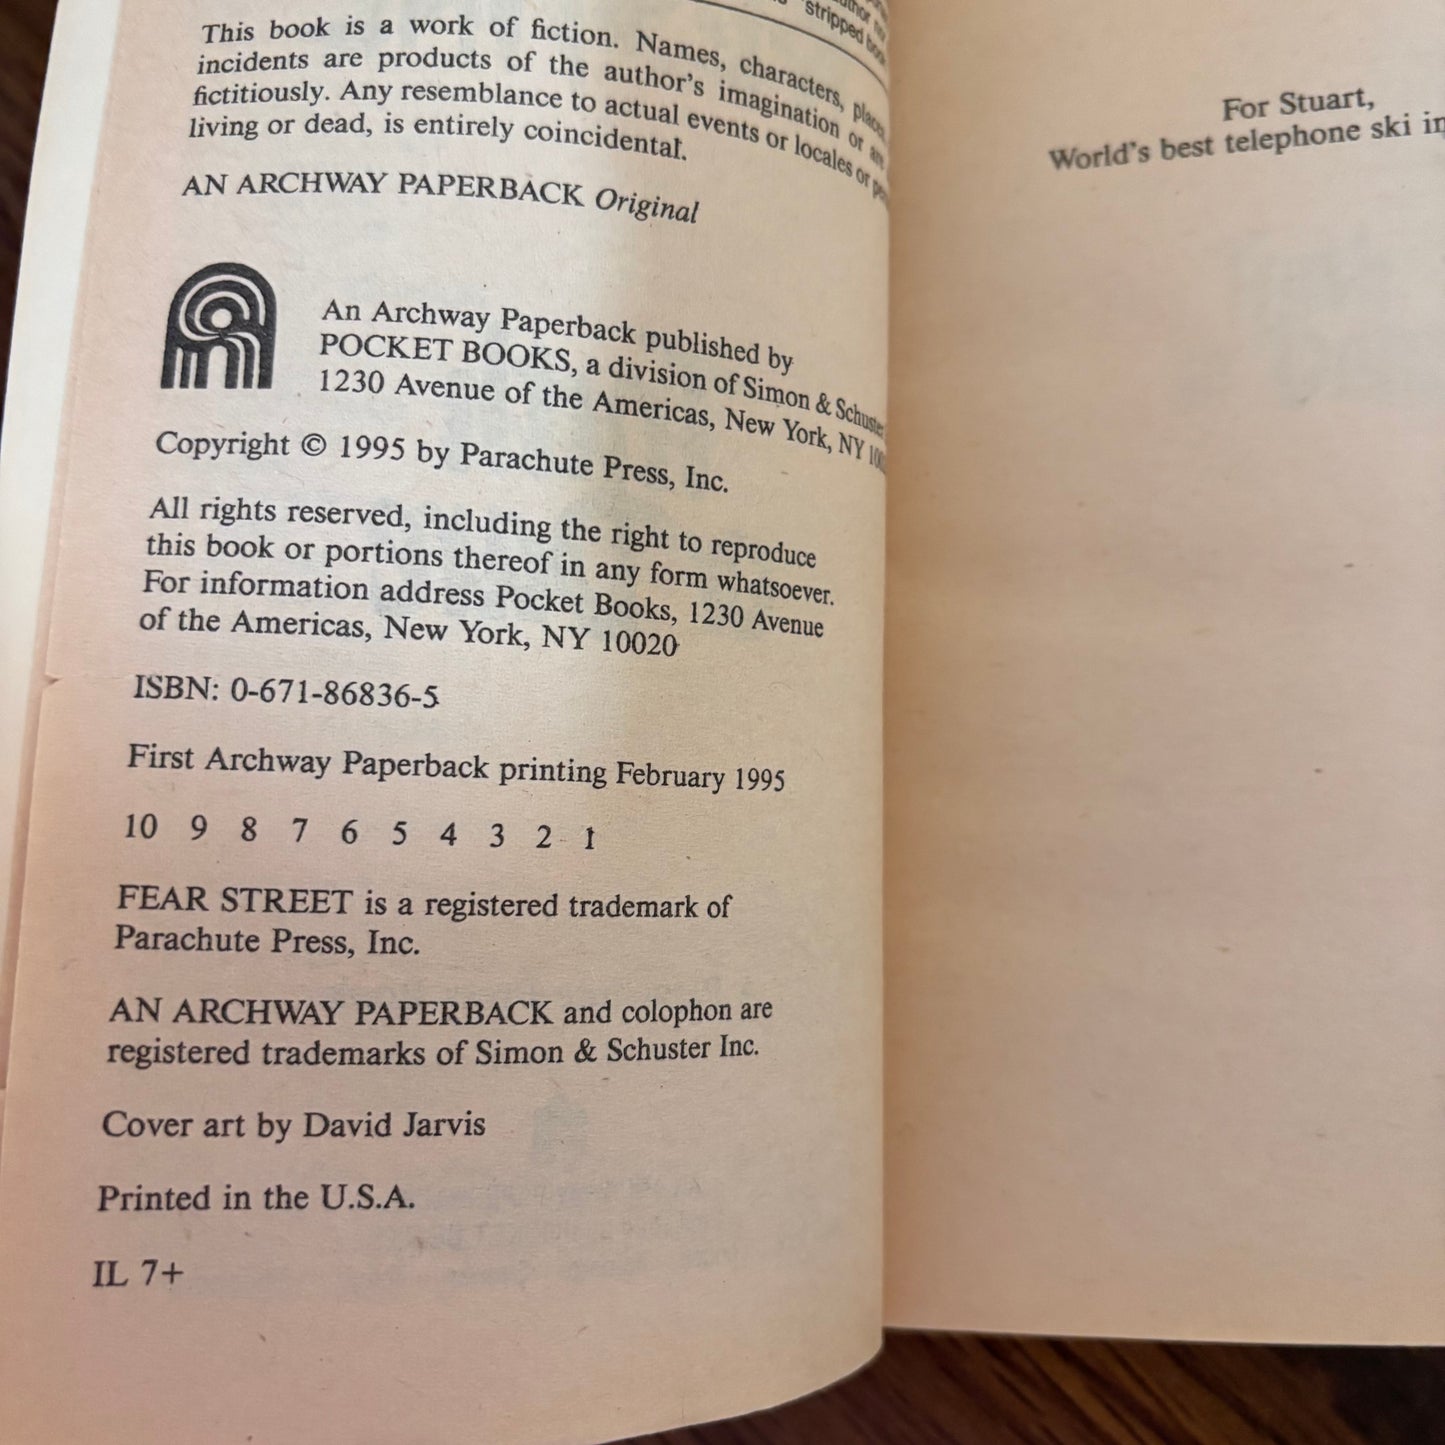 "stripped book
This book is a work of fiction. Names, characters, places
incidents are products of the author's imagination or are
fictitiously. Any resemblance to actual events or locales or
living or dead, is entirely coincidental.
AN ARCHWAY PAPERBACK Original
An Archway Paperback published by
POCKET BOOKS, a division of Simon & Schuster
1230 Avenue of the Americas, New York, NY
Copyright © 1995 by Parachute Press, Inc.
All rights reserved, including the right to reproduce
this book or portions thereof in any form whatsoever.
For information address Pocket Books, 1230 Avenue
of the Americas, New York, NY 10020
ISBN: 0-671-86836-5
First Archway Paperback printing February 1995
10 9 8 7 6 5 4 3 2 1
FEAR STREET is a registered trademark of
Parachute Press, Inc.
AN ARCHWAY PAPERBACK and colophon are
registered trademarks of Simon & Schuster Inc.
Cover art by David Jarvis
Printed in the U.S.A.
IL 7+
For Stuart,
World's best telephone ski